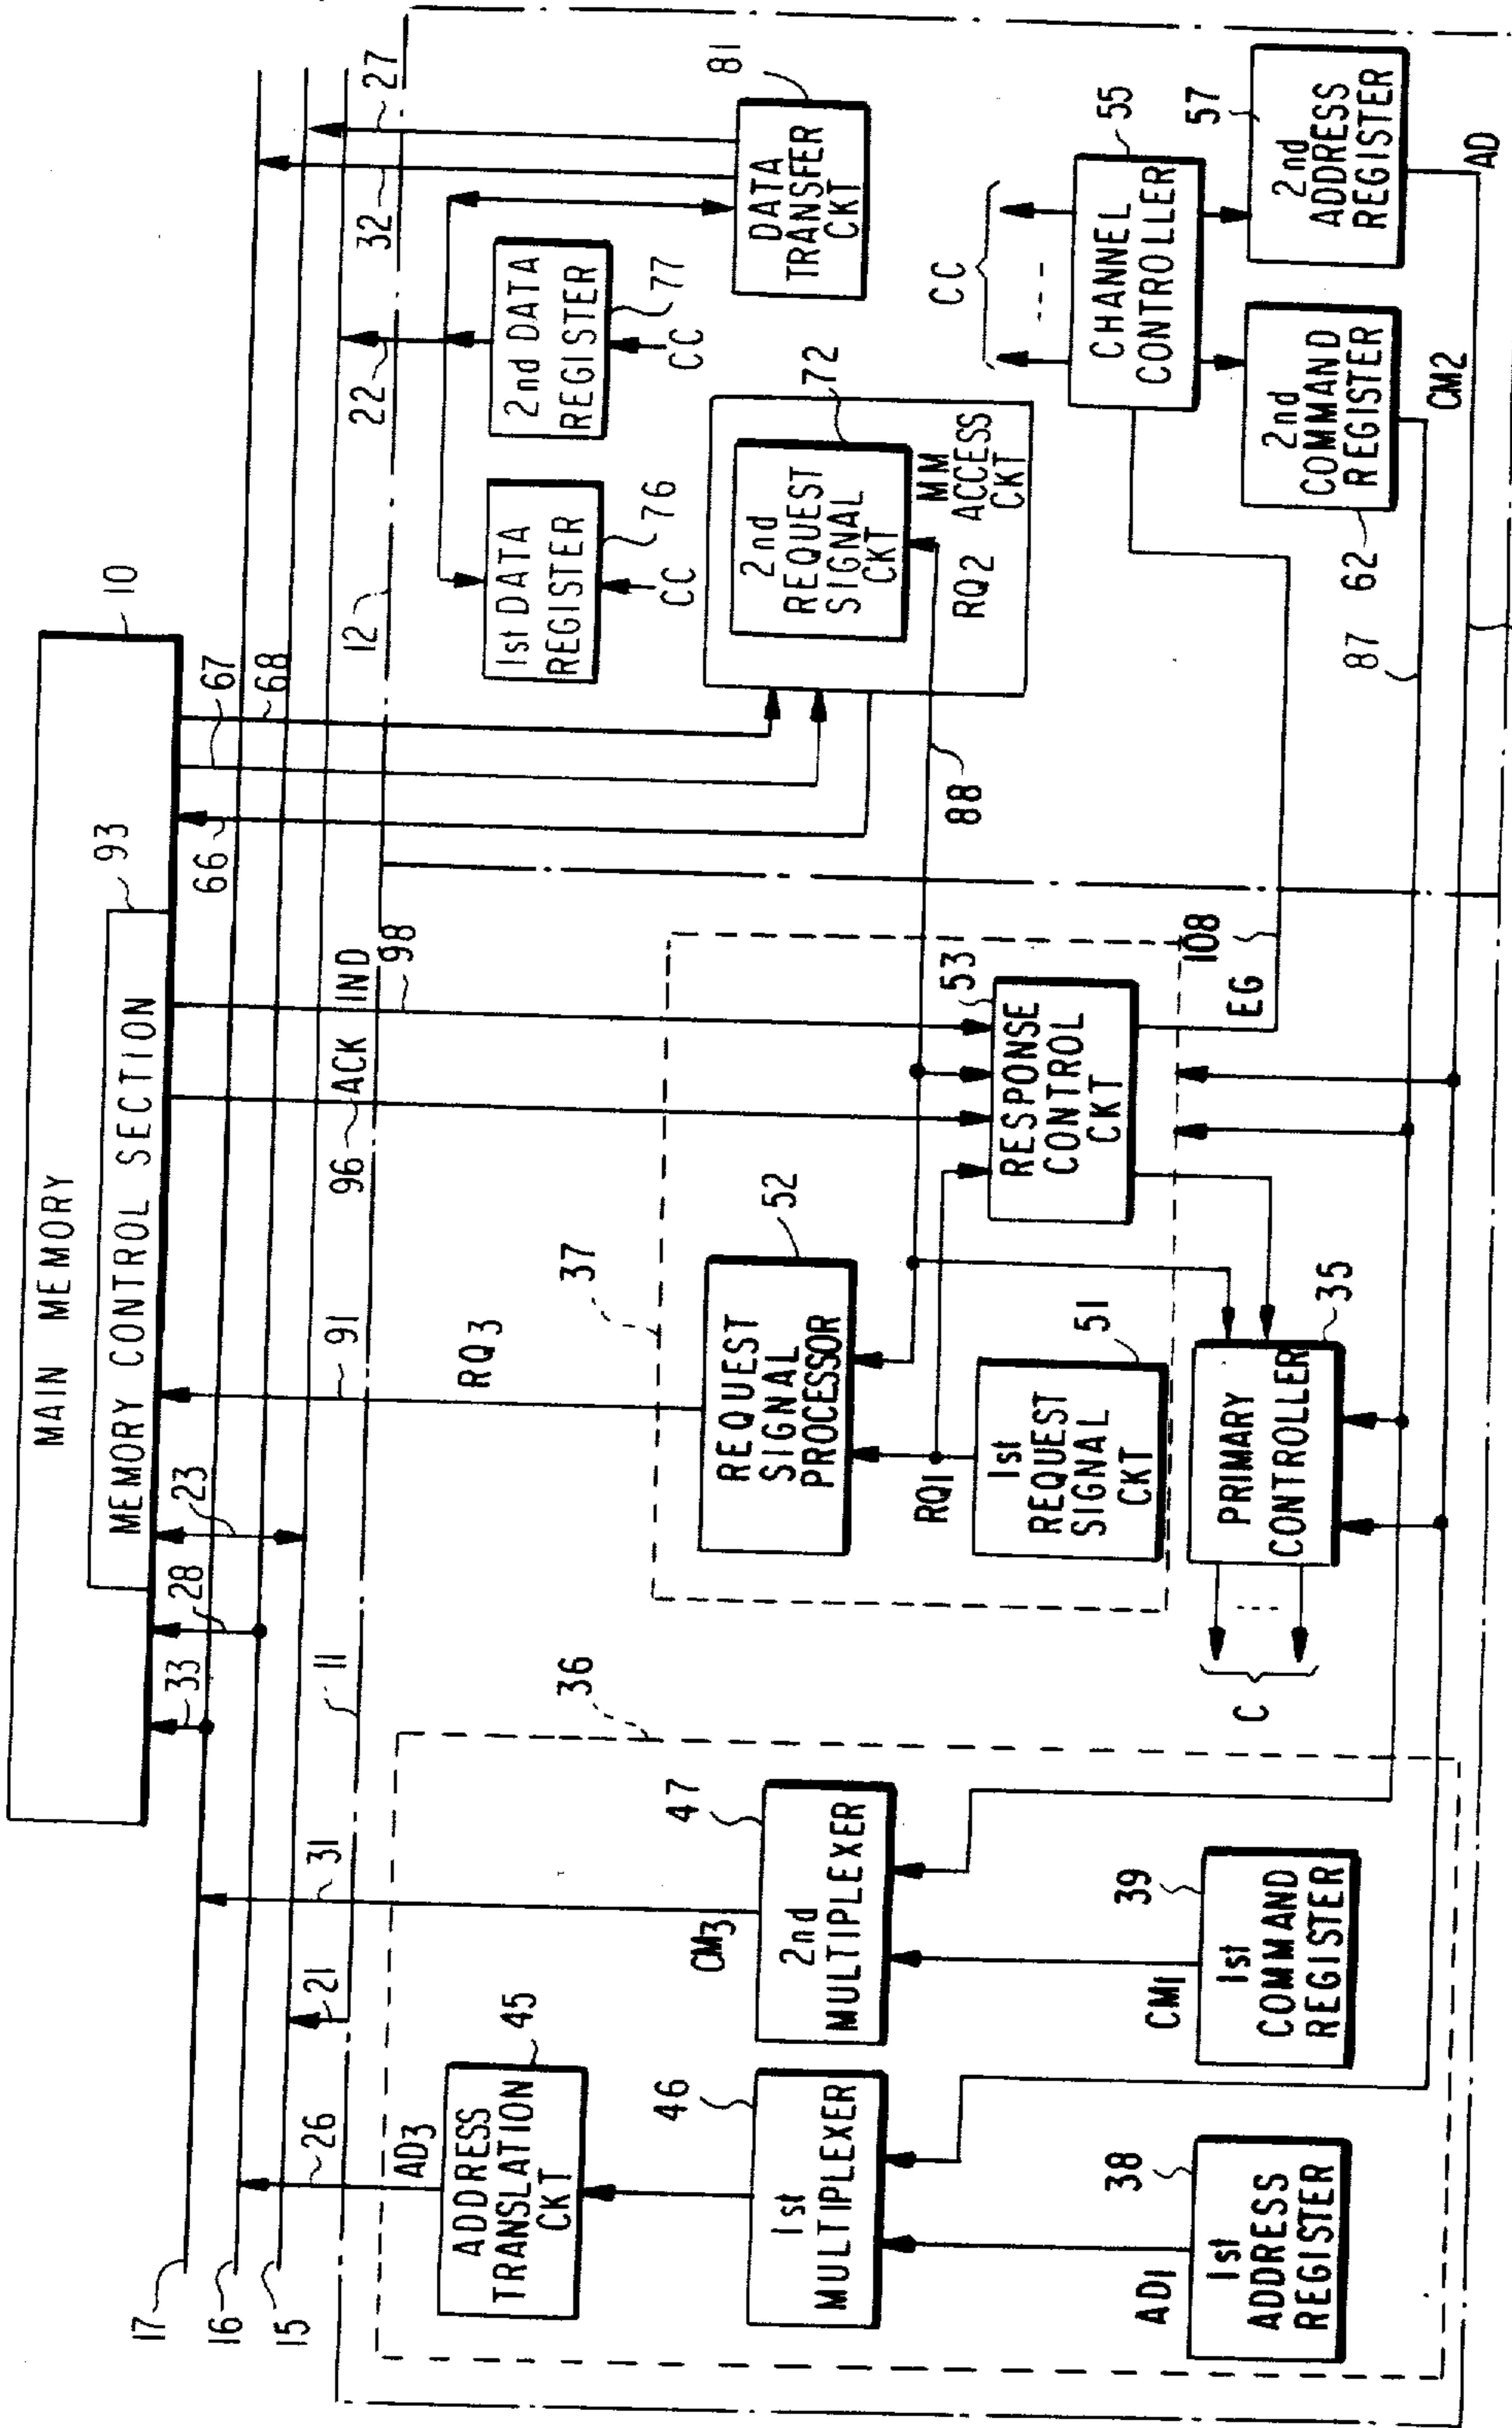 MAIN MEMORY
10
MEMORY CONTROL SECTION
93
17
16
15
33
28
23
91
96
ACK
IND
98
66
67
68
12
22
32
27
26
21
31
11
RQ3
36
37
AD3
45
ADDRESS
TRANSLATION
CKT
CM3
46
1st
MULTIPLEXER
47
2nd
MULTIPLEXER
AD1
38
1st
ADDRESS
REGISTER
CM1
39
1st
COMMAND
REGISTER
52
REQUEST
SIGNAL
PROCESSOR
RQ1
51
1st
REQUEST
SIGNAL
CKT
53
RESPONSE
CONTROL
CKT
C
PRIMARY
CONTROLLER
35
108
EG
88
1st DATA
REGISTER
76
CC
2nd DATA
REGISTER
77
CC
81
DATA
TRANSFER
CKT
72
2nd
REQUEST
SIGNAL
CKT
MM
ACCESS
CKT
RQ2
CC
CHANNEL
CONTROLLER
55
62
2nd
COMMAND
REGISTER
57
2nd
ADDRESS
REGISTER
87
CM2
AD